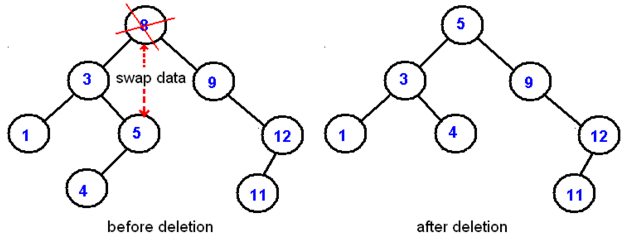 8 5
3 swap data 9 3 9
1 5 12 1 4 12
4 11 11
before deletion after deletion